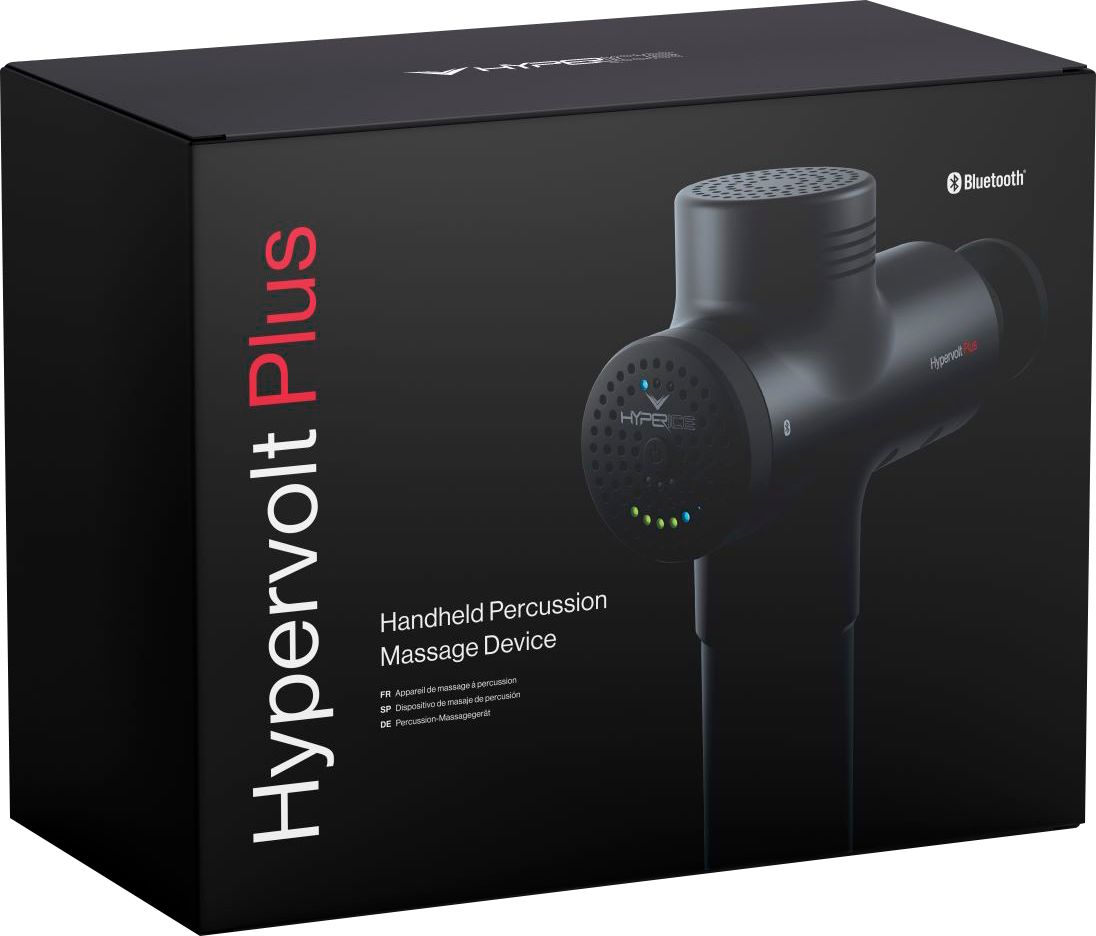 HYPERICE
Bluetooth®
Hypervolt Plus
Hypervolt Plus
HYPERICE
Handheld Percussion
Massage Device
FR Appareil de massage à percussion
SP Dispositivo de masaje de percusión
DE Percussion-Massagegerät